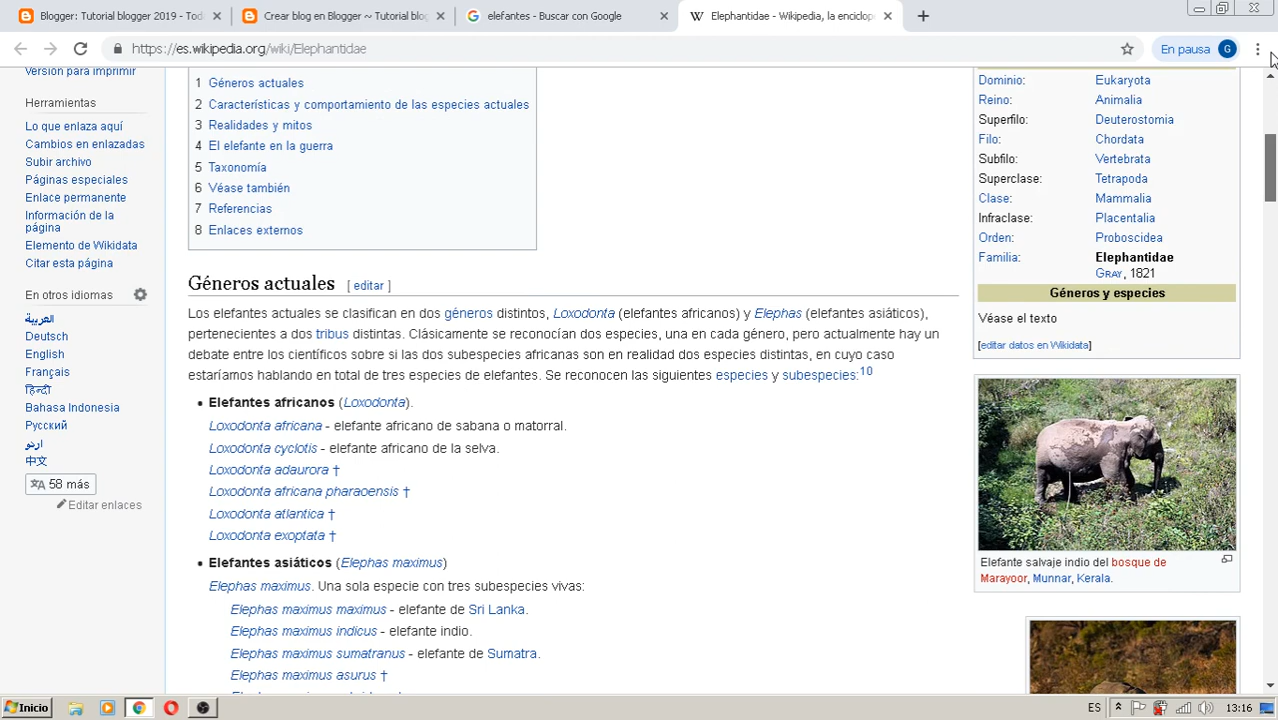 Blogger: Tutorial blogger 2019 - Tod
Crear blog en Blogger ~ Tutorial blog
elefantes - Buscar con Google
Elephantidae - Wikipedia, la enciclop
https://es.wikipedia.org/wiki/Elephantidae
En pausa G
Versión para imprimir
Herramientas
Lo que enlaza aquí
Cambios en enlazadas
Subir archivo
Páginas especiales
Enlace permanente
Información de la
página
Elemento de Wikidata
Citar esta página
En otros idiomas
العربية
Deutsch
English
Français
हिन्दी
Bahasa Indonesia
Русский
اردو
中文
58 más
Editar enlaces
1 Géneros actuales
2 Características y comportamiento de las especies actuales
3 Realidades y mitos
4 El elefante en la guerra
5 Taxonomía
6 Véase también
7 Referencias
8 Enlaces externos
Géneros actuales [ editar ]
Los elefantes actuales se clasifican en dos géneros distintos, Loxodonta (elefantes africanos) y Elephas (elefantes asiáticos),
pertenecientes a dos tribus distintas. Clásicamente se reconocían dos especies, una en cada género, pero actualmente hay un
debate entre los científicos sobre si las dos subespecies africanas son en realidad dos especies distintas, en cuyo caso
estaríamos hablando en total de tres especies de elefantes. Se reconocen las siguientes especies y subespecies:10
• Elefantes africanos (Loxodonta).
Loxodonta africana - elefante africano de sabana o matorral.
Loxodonta cyclotis - elefante africano de la selva.
Loxodonta adaurora †
Loxodonta africana pharaoensis †
Loxodonta atlantica †
Loxodonta exoptata †
• Elefantes asiáticos (Elephas maximus)
Elephas maximus. Una sola especie con tres subespecies vivas:
Elephas maximus maximus - elefante de Sri Lanka.
Elephas maximus indicus - elefante indio.
Elephas maximus sumatranus - elefante de Sumatra.
Elephas maximus asurus †
Dominio: Eukaryota
Reino: Animalia
Superfilo: Deuterostomia
Filo: Chordata
Subfilo: Vertebrata
Superclase: Tetrapoda
Clase: Mammalia
Infraclase: Placentalia
Orden: Proboscidea
Familia: Elephantidae
GRAY, 1821
Géneros y especies
Véase el texto
[editar datos en Wikidata]
Elefante salvaje indio del bosque de
Marayoor, Munnar, Kerala.
Inicio
ES
13:16